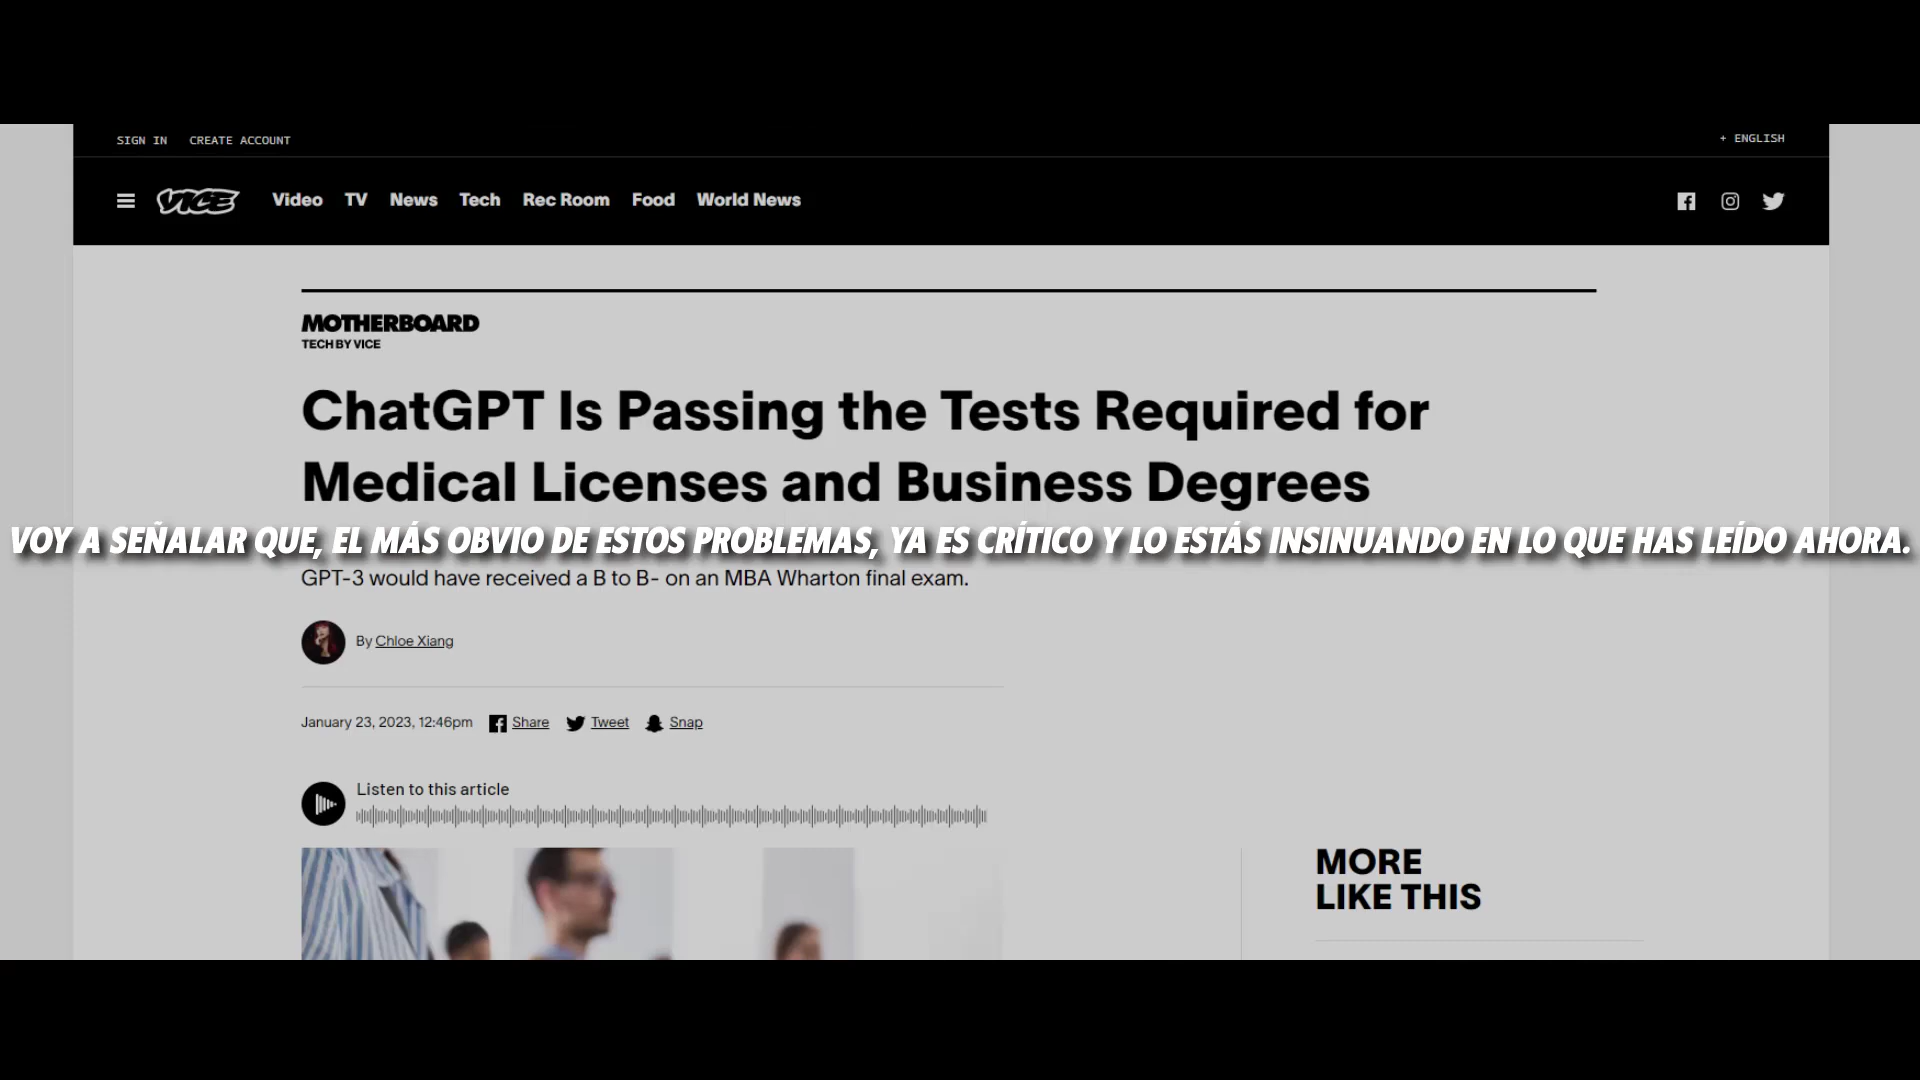 SIGN IN CREATE ACCOUNT + ENGLISH
VICE Video TV News Tech Rec Room Food World News
MOTHERBOARD
TECH BY VICE
ChatGPT Is Passing the Tests Required for
Medical Licenses and Business Degrees
VOY A SEÑALAR QUE, EL MÁS OBVIO DE ESTOS PROBLEMAS, YA ES CRÍTICO Y LO ESTÁS INSINUANDO EN LO QUE HAS LEÍDO AHORA.
GPT-3 would have received a B to B- on an MBA Wharton final exam.
By Chloe Xiang
January 23, 2023, 12:46pm Share Tweet Snap
Listen to this article
MORE
LIKE THIS